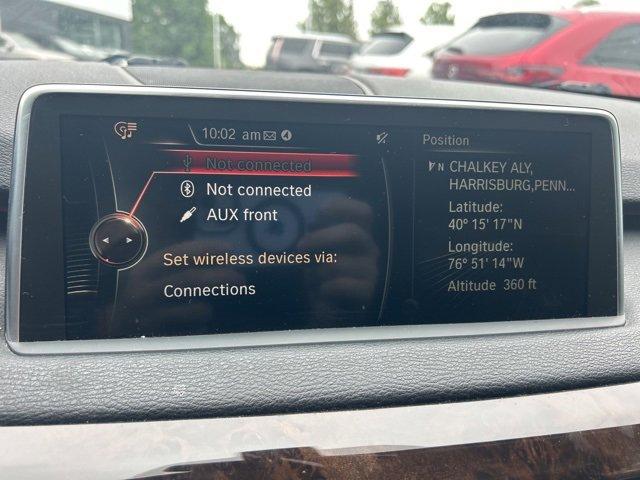 10:02 am
Not connected
Not connected
AUX front
Set wireless devices via:
Connections
Position
N CHALKEY ALY,
HARRISBURG,PENN...
Latitude:
40° 15' 17"N
Longitude:
76° 51' 14"W
Altitude 360 ft